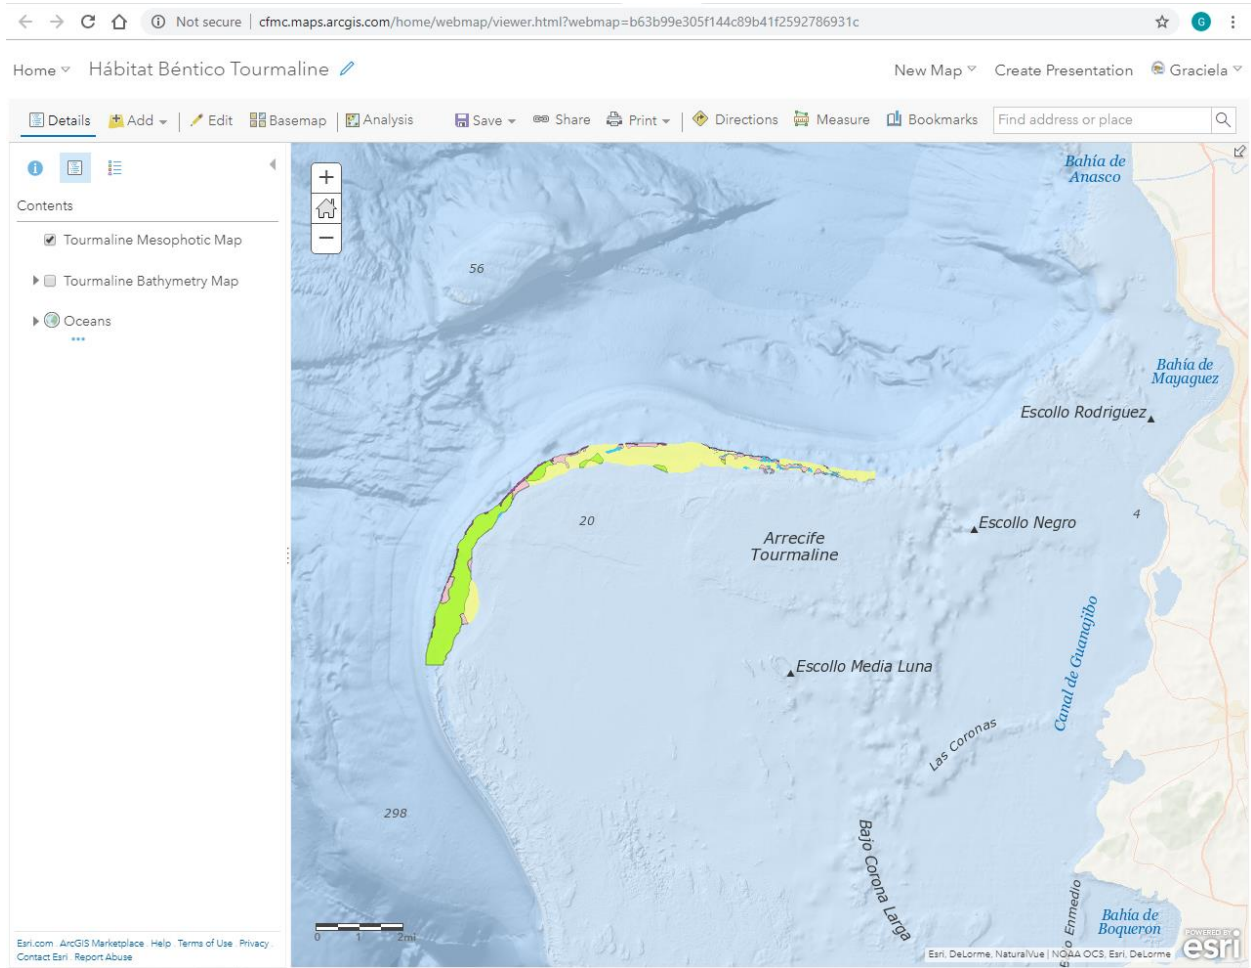 Not secure | cfmc.maps.arcgis.com/home/webmap/viewer.html?webmap=b63b99e305f144c89b41f2592786931c G
Home Hábitat Béntico Tourmaline New Map Create Presentation Graciela
Details Add Edit Basemap Analysis Save Share Print Directions Measure Bookmarks Find address or place
Contents
Tourmaline Mesophotic Map
Tourmaline Bathymetry Map
Oceans
Bahía de
Anasco
56
Bahía de
Mayaguez
Escollo Rodriguez
20
4
Escollo Negro
Arrecife
Tourmaline
Canal de Guanajibo
Escollo Media Luna
Las Coronas
298
Bajo Corona Larga
Enmedio
Bahía de
Boqueron
0 1 2mi
Esri, DeLorme, NaturalVue | NOAA OCS, Esri, DeLorme
POWERED BY
esri
Esri.com . ArcGIS Marketplace . Help . Terms of Use . Privacy .
Contact Esri . Report Abuse